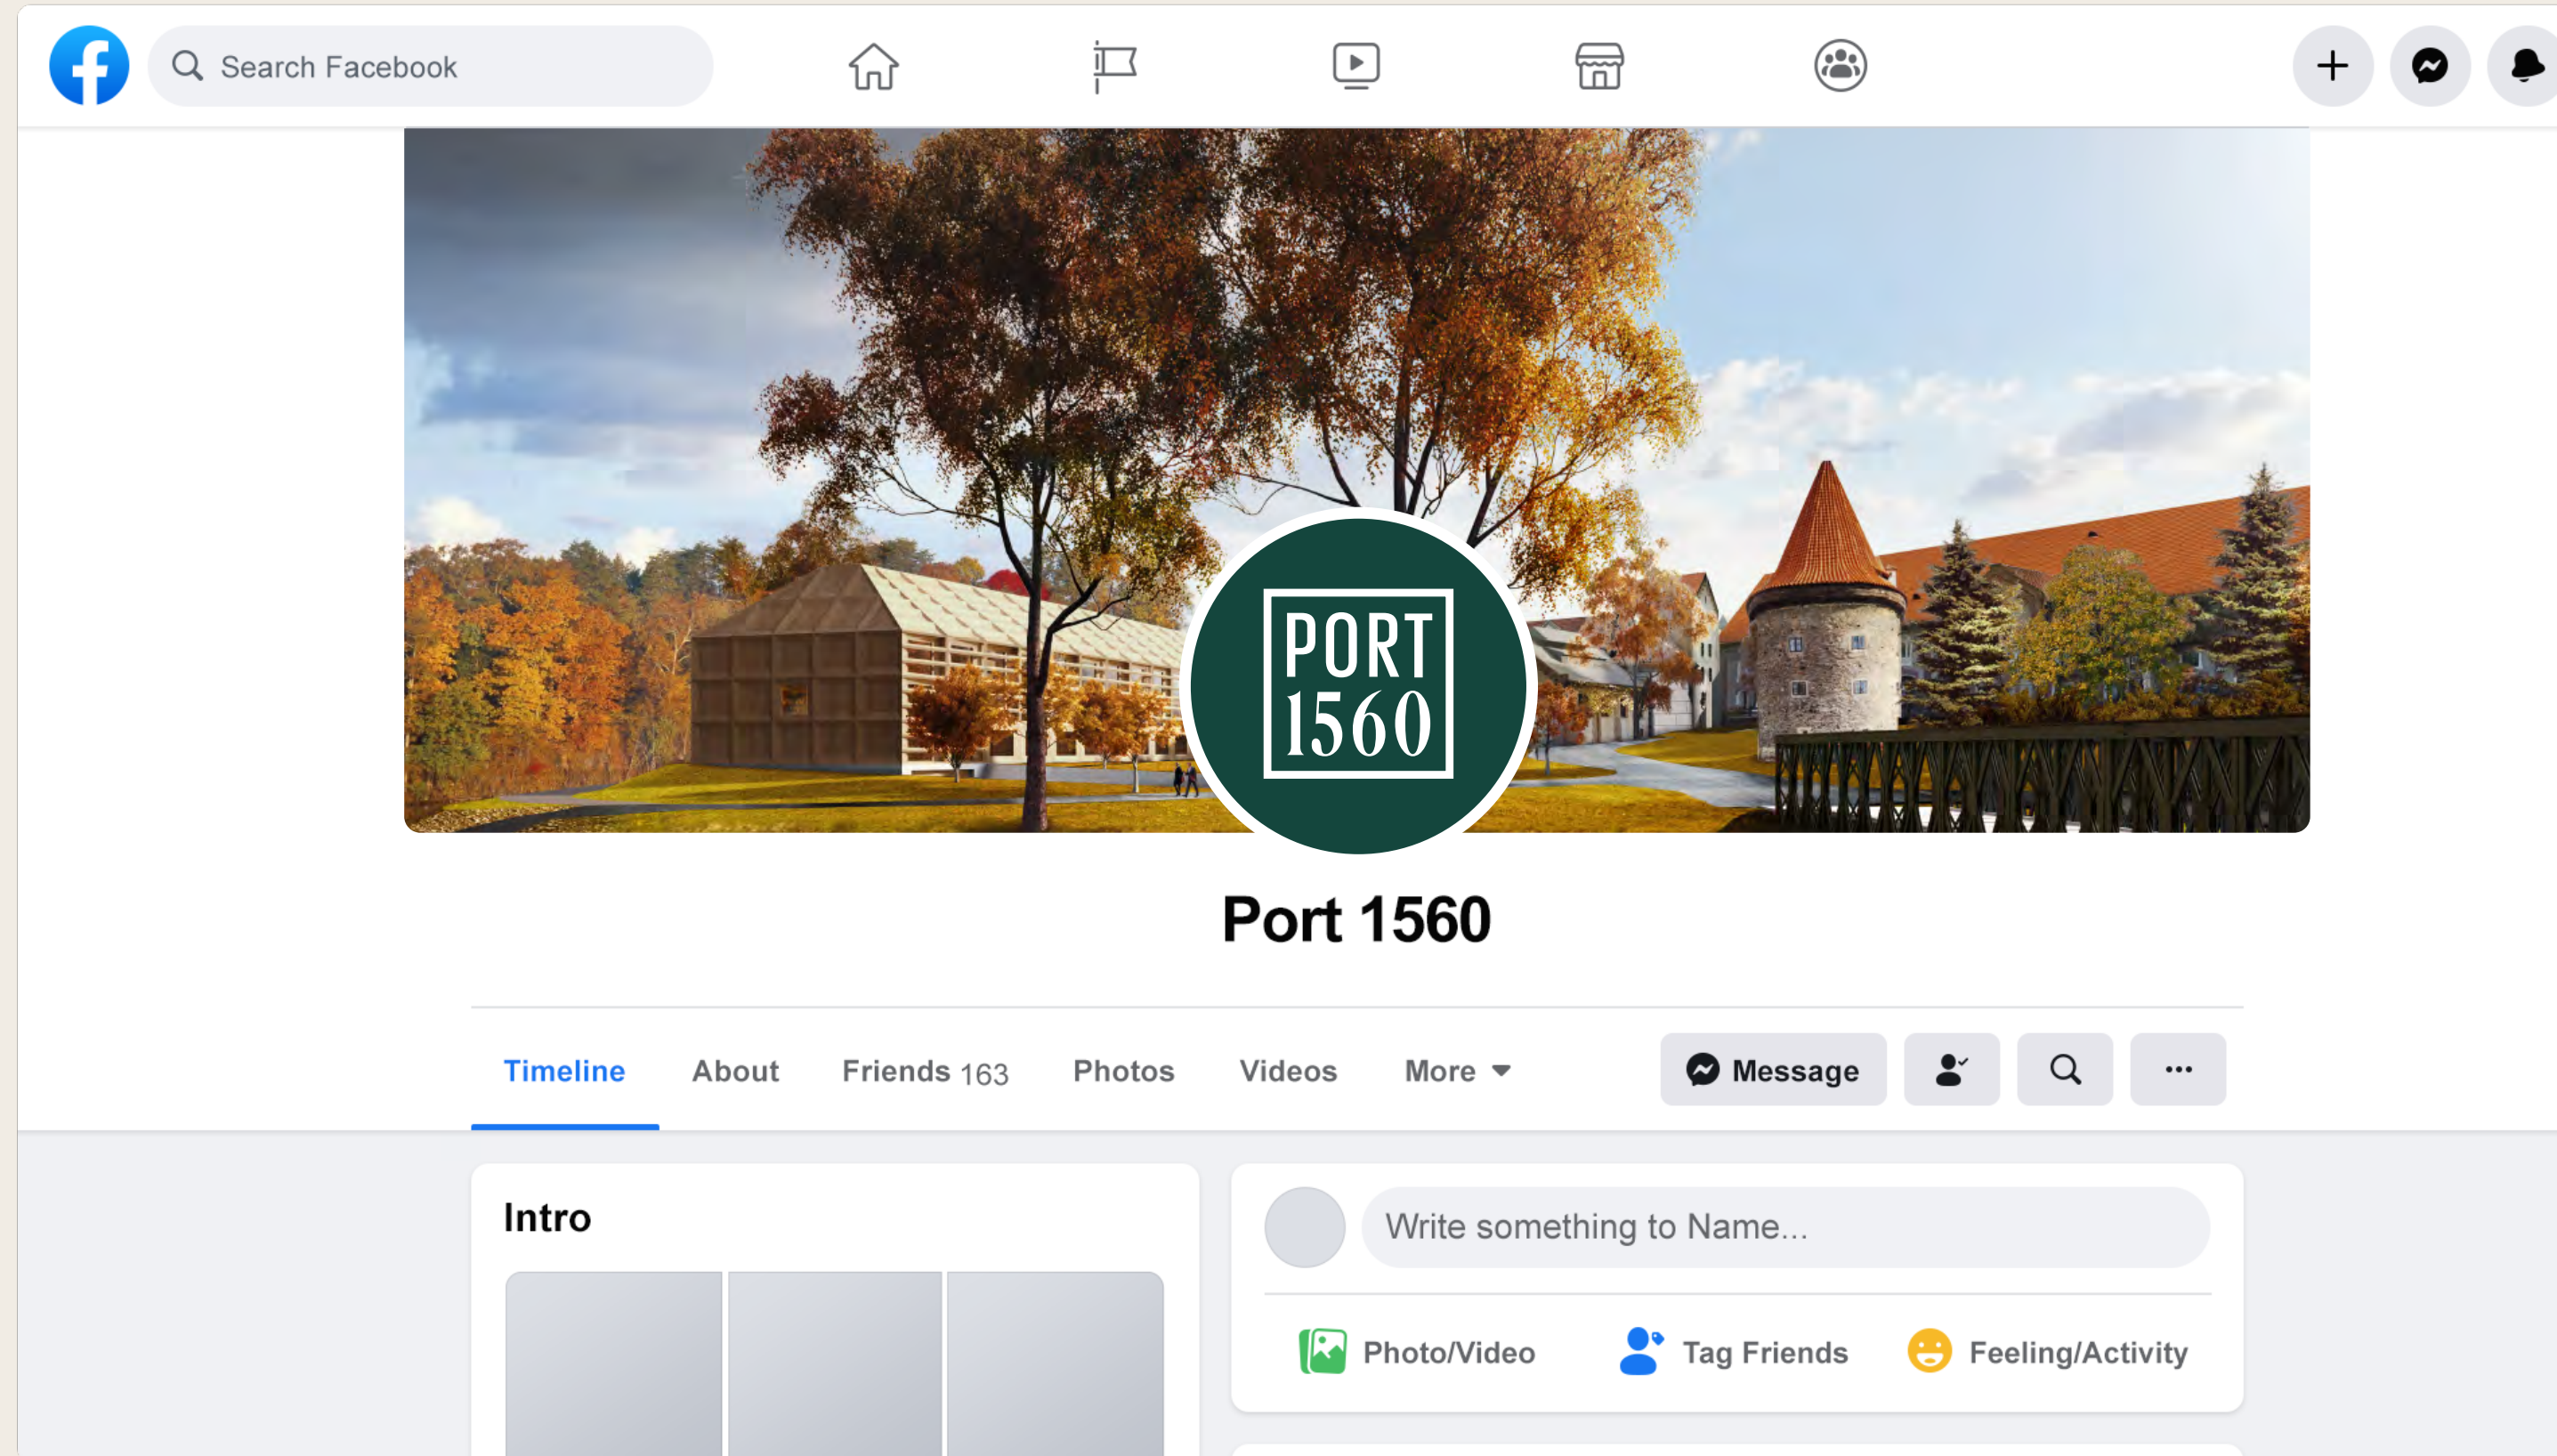 Search Facebook
PORT
1560
Port 1560
Timeline
About
Friends 163
Photos
Videos
More
Message
Intro
Write something to Name...
Photo/Video
Tag Friends
Feeling/Activity